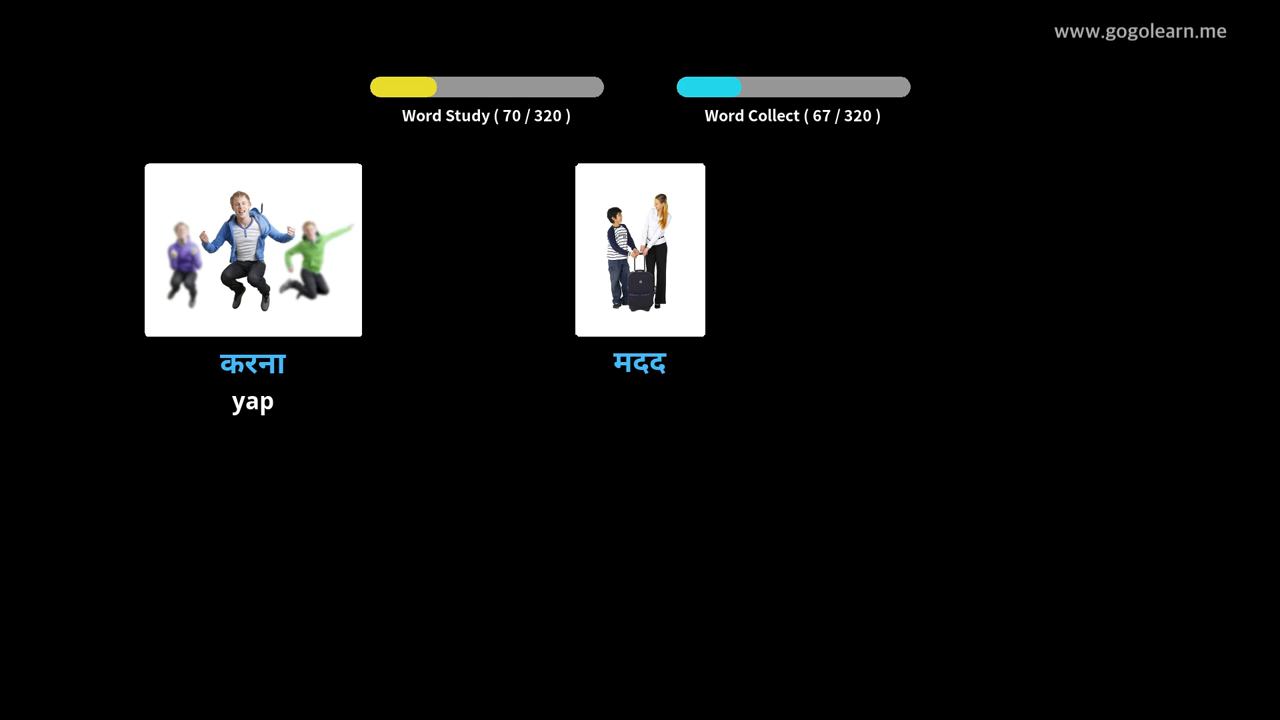 www.gogolearn.me
Word Study ( 70 / 320 )
Word Collect ( 67 / 320 )
करना
yap
मदद